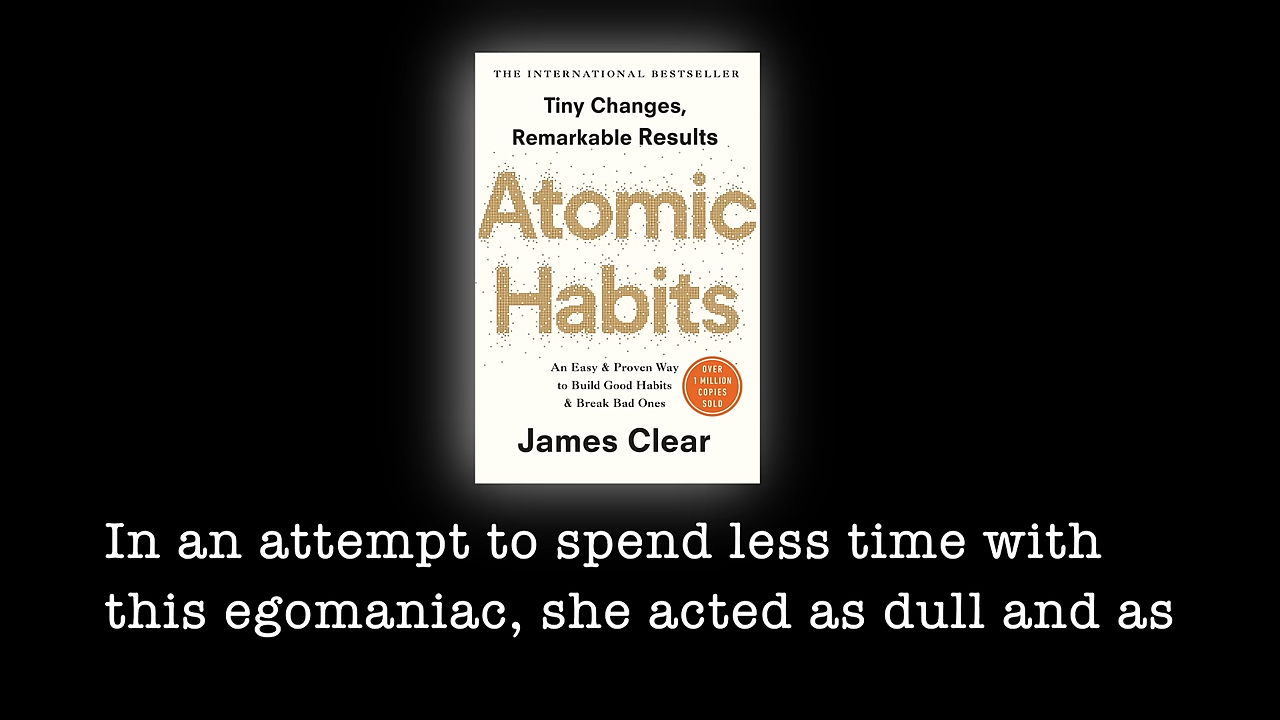 THE INTERNATIONAL BESTSELLER
Tiny Changes,
Remarkable Results
Atomic
Habits
An Easy & Proven Way
to Build Good Habits
& Break Bad Ones
OVER
1 MILLION
COPIES
SOLD
James Clear
In an attempt to spend less time with
this egomaniac, she acted as dull and as